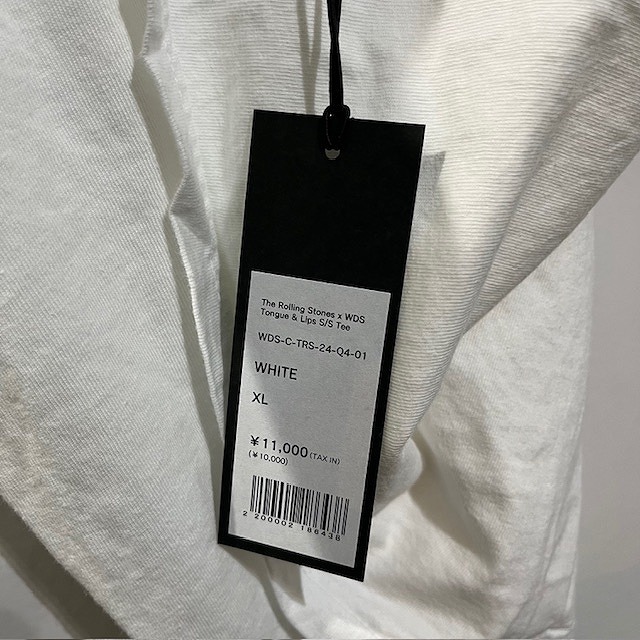 The Rolling Stones x WDS
Tongue & Lips S/S Tee
WDS-C-TRS-24-Q4-01
WHITE
XL
¥11,000 (TAX IN)
(¥10,000)
2 200002 186436